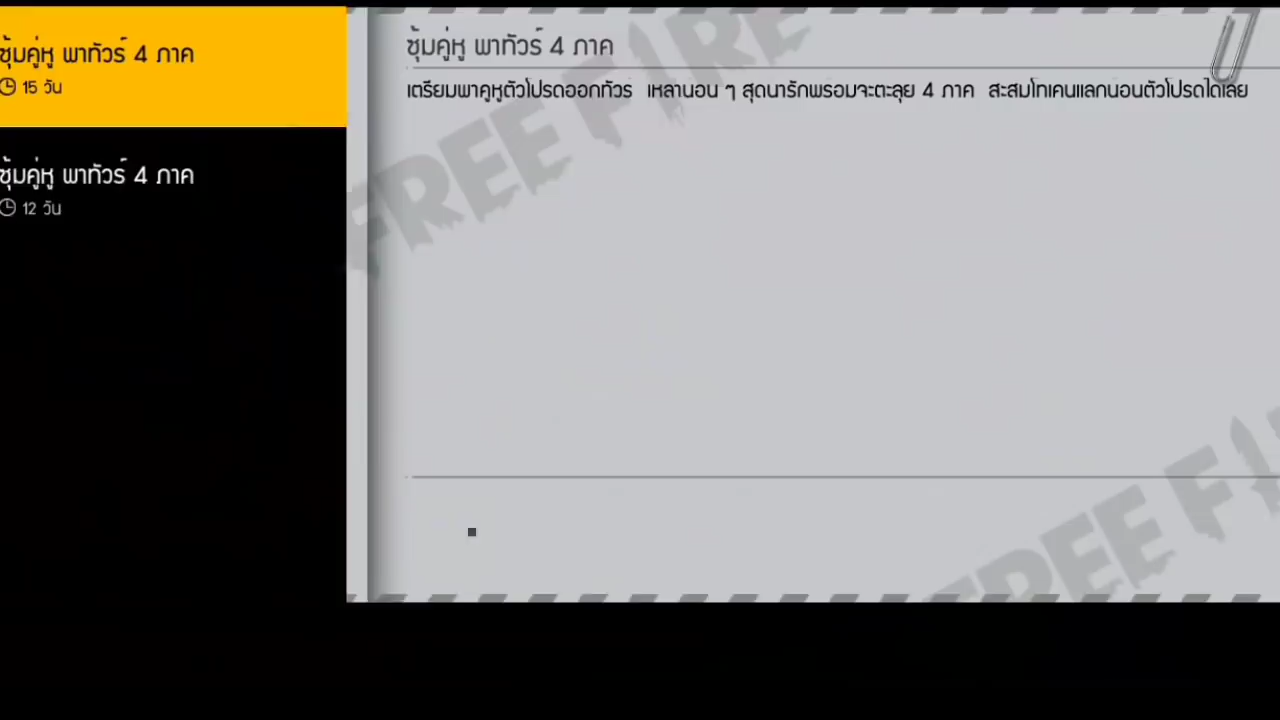 ซุ้มคู่หู พาทัวร์ 4 ภาค
15 วัน
ซุ้มคู่หู พาทัวร์ 4 ภาค
12 วัน
ซุ้มคู่หู พาทัวร์ 4 ภาค
เตรียมพาคูหูตัวโปรดออกทัวร เหลานอน ๆ สุดนารักพรอมจะตะลุย 4 ภาค สะสมโทเคนแลกนอนตัวโปรดไดเลย
FREE FIRE
FREE FI